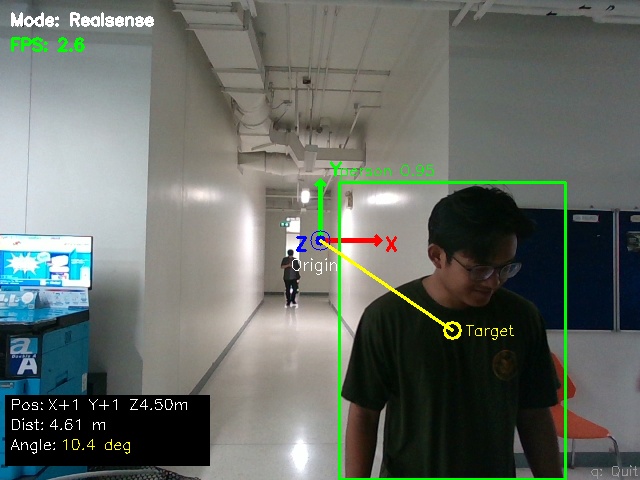 Mode: Realsense
FPS: 2.6
person 0.95
Y
Z
X
Origin
Target
a
Double A
A
Pos: X+1 Y+1 Z4.50m
Dist: 4.61 m
Angle: 10.4 deg
q: Quit